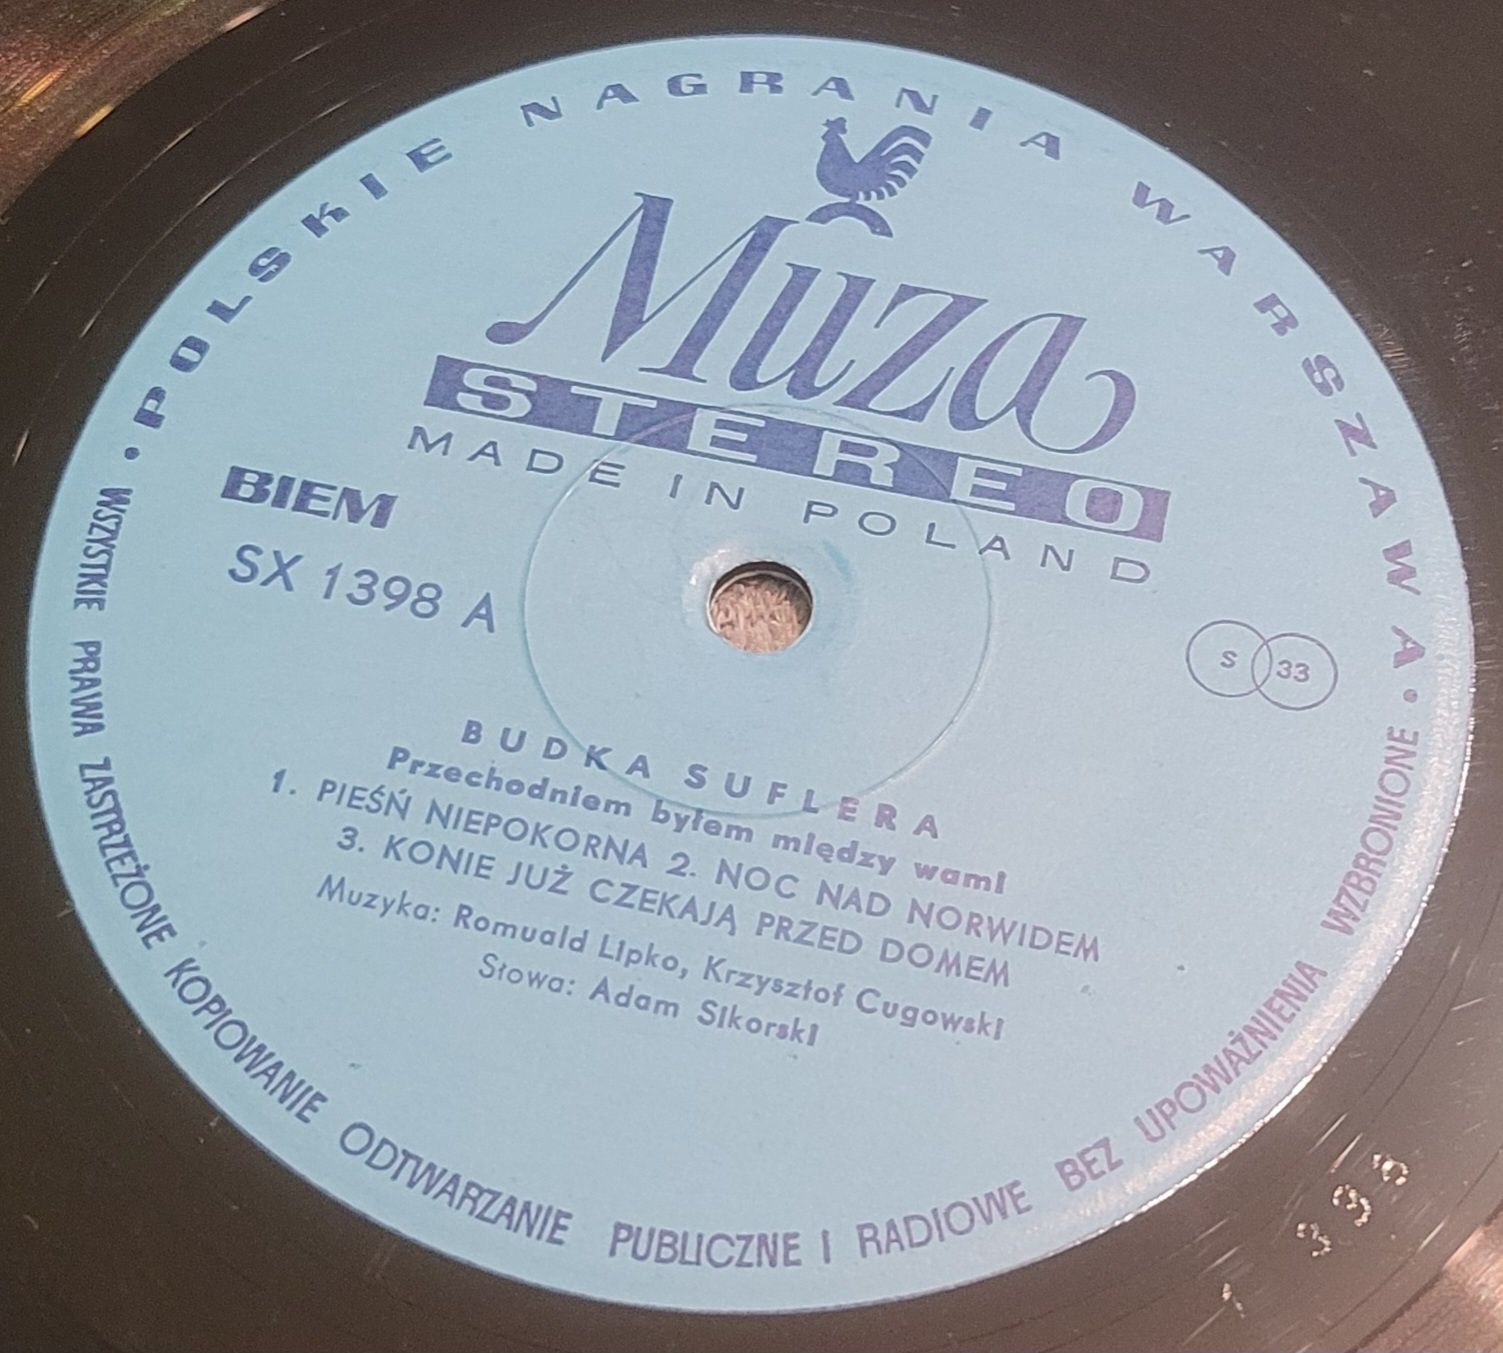 • POLSKIE NAGRANIA WARSZAWA •
Muza
STEREO
MADE IN POLAND
BIEM
SX 1398 A
S 33
BUDKA SUFLERA
Przechodniem byłem między wami
1. PIEŚŃ NIEPOKORNA 2. NOC NAD NORWIDEM
3. KONIE JUŻ CZEKAJĄ PRZED DOMEM
Muzyka: Romuald Lipko, Krzysztof Cugowski
Słowa: Adam Sikorski
WSZYSTKIE PRAWA ZASTRZEŻONE KOPIOWANIE ODTWARZANIE PUBLICZNE I RADIOWE BEZ UPOWAŻNIENIA WZBRONIONE